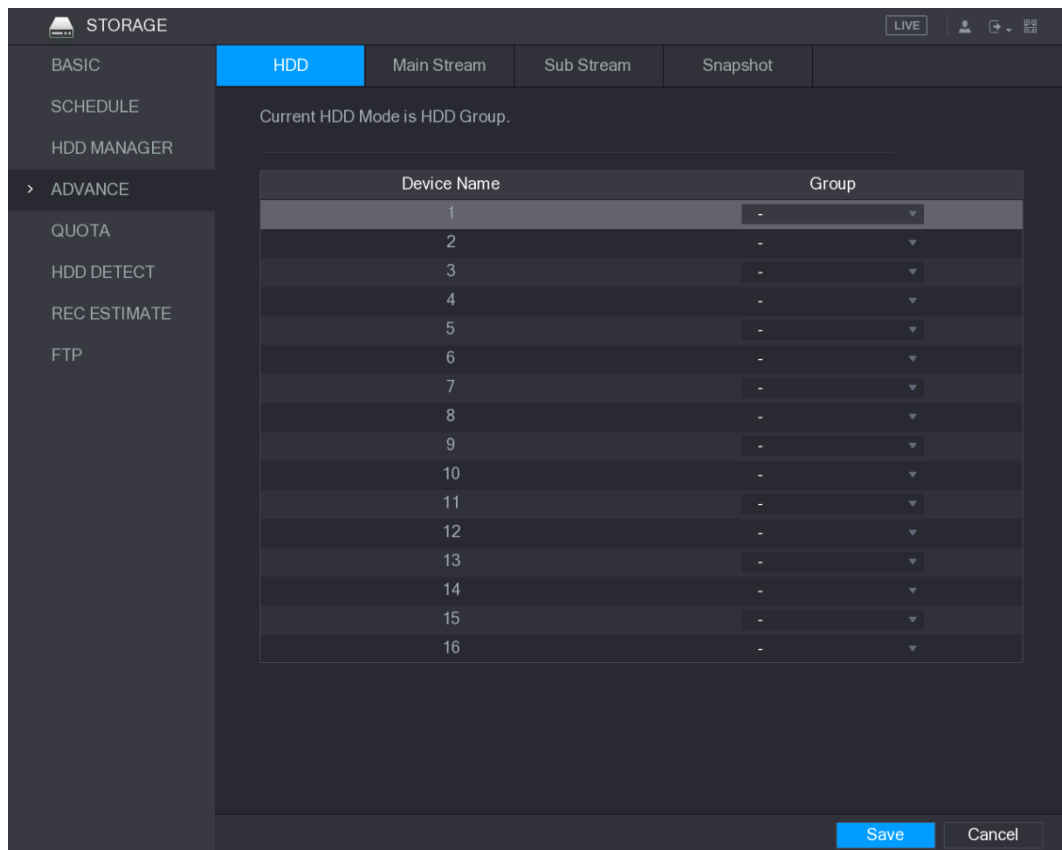 STORAGE LIVE
BASIC
SCHEDULE
HDD MANAGER
> ADVANCE
QUOTA
HDD DETECT
REC ESTIMATE
FTP
HDD Main Stream Sub Stream Snapshot
Current HDD Mode is HDD Group.
Device Name Group
1 -
2 -
3 -
4 -
5 -
6 -
7 -
8 -
9 -
10 -
11 -
12 -
13 -
14 -
15 -
16 -
Save Cancel